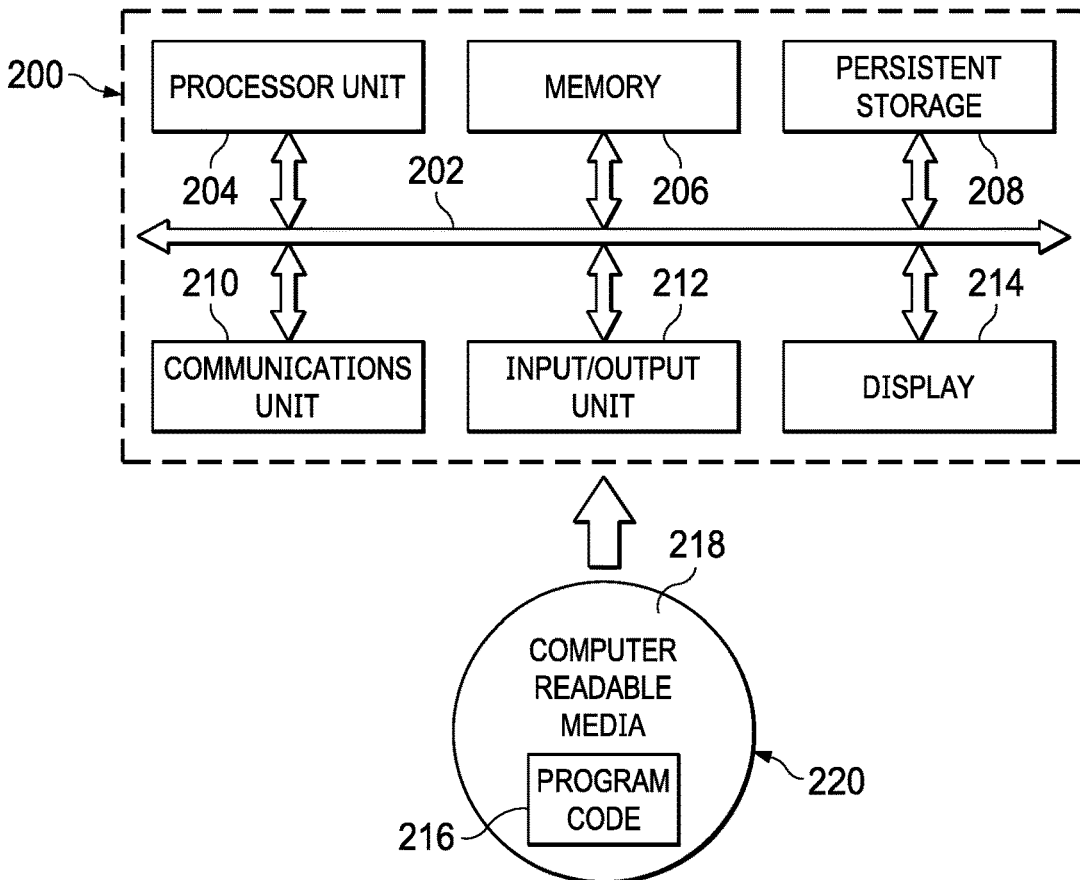 200
PROCESSOR UNIT
MEMORY
PERSISTENT
STORAGE
204
202
206
208
210
212
214
COMMUNICATIONS
UNIT
INPUT/OUTPUT
UNIT
DISPLAY
218
COMPUTER
READABLE
MEDIA
PROGRAM
CODE
216
220